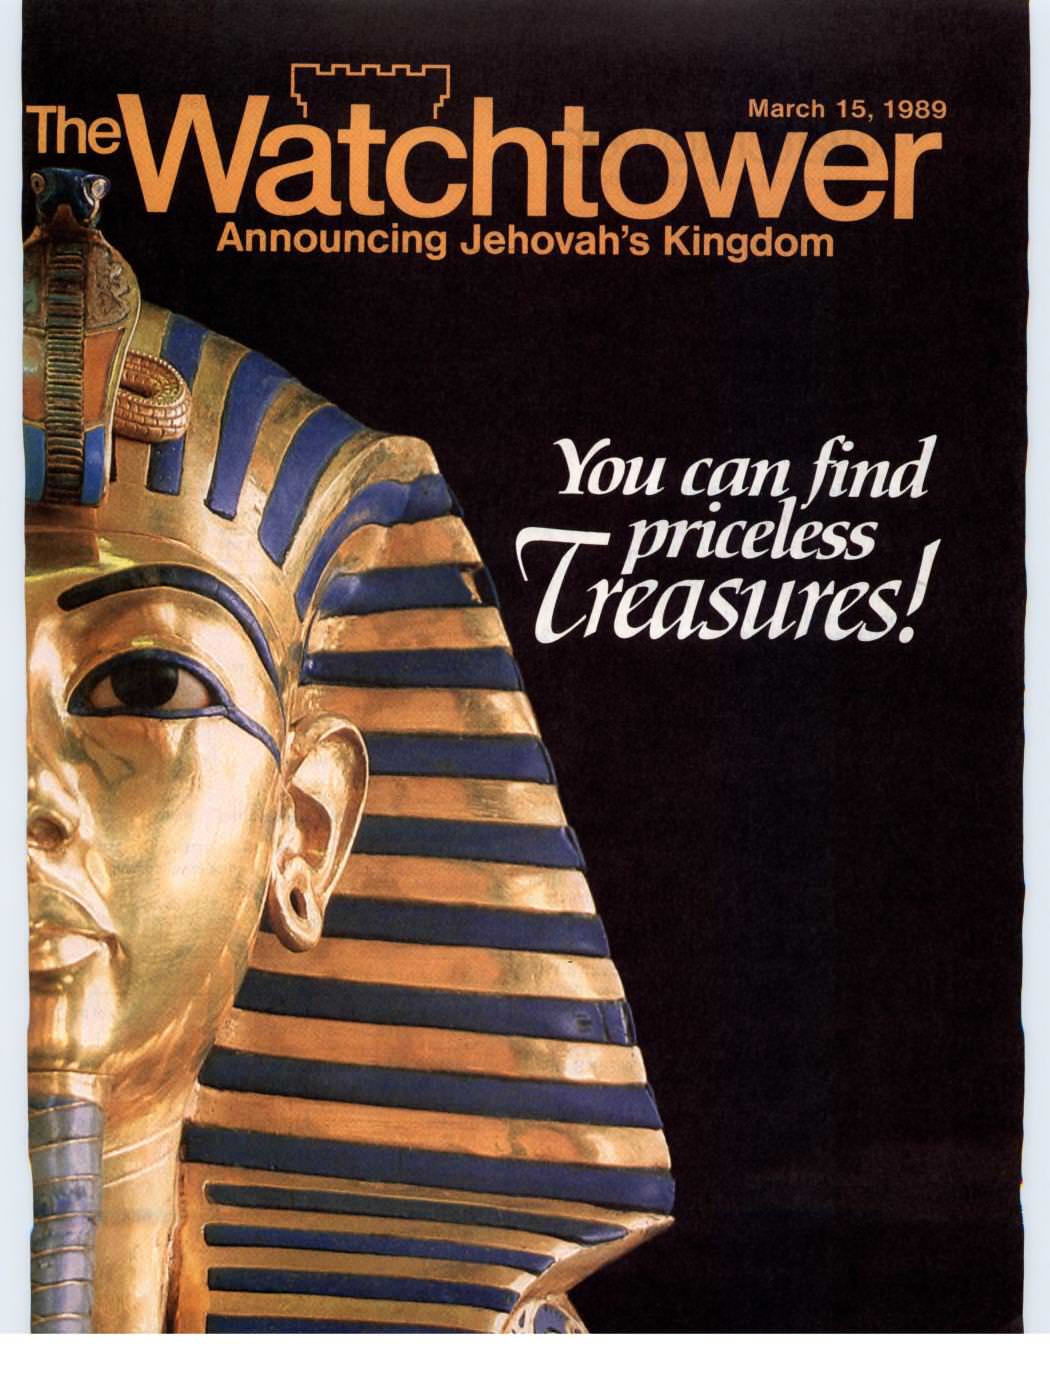 March 15, 1989
The Watchtower
Announcing Jehovah's Kingdom
You can find
priceless
Treasures!